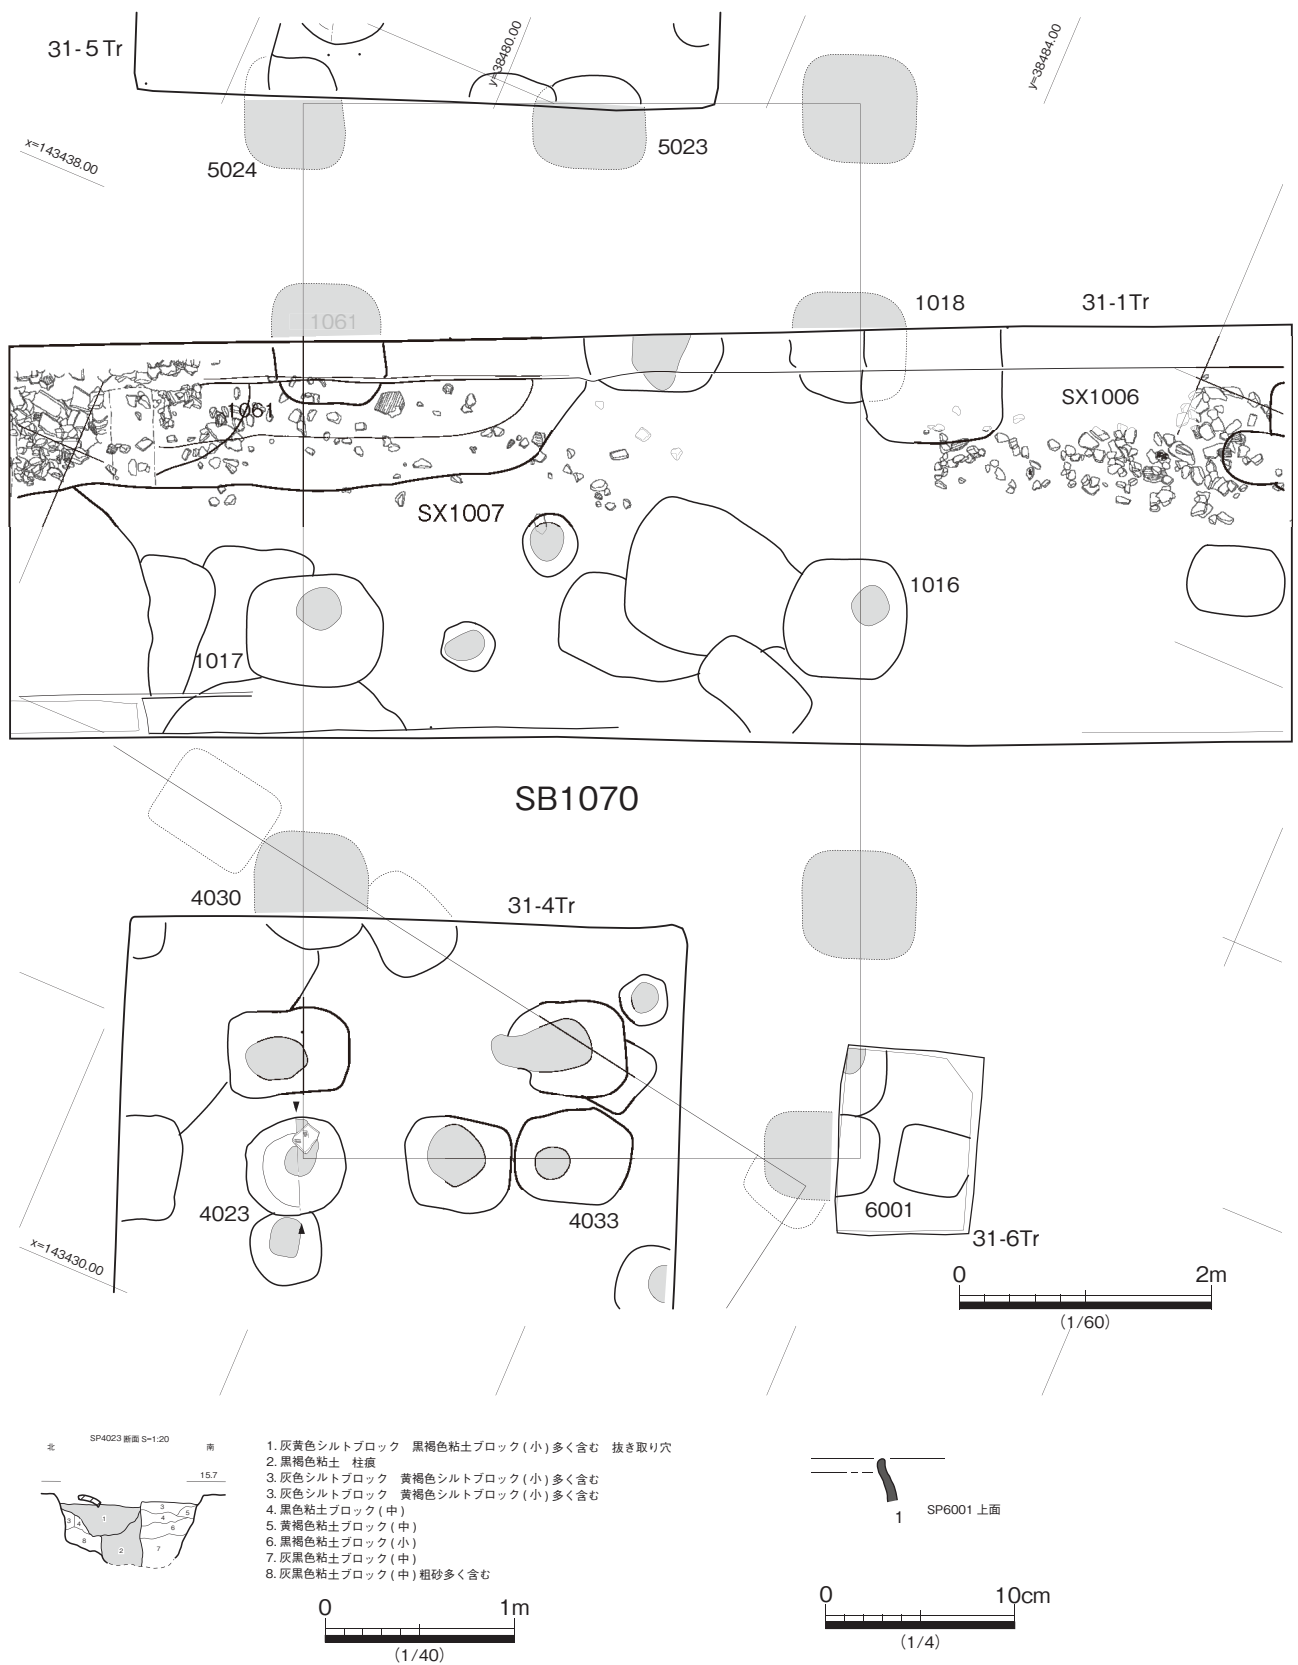 31-5Tr
y=38480.00
y=38484.00
x=143438.00
5024
5023
1061
1018
31-1Tr
1061
SX1006
SX1007
1016
1017
SB1070
4030
31-4Tr
4023
4033
6001
31-6Tr
x=143430.00
0 2m
(1/60)
北 SP4023 断面 S=1:20 南
15.7
1
2
3
4
8
3
4
5
6
7
1. 灰黄色シルトブロック 黒褐色粘土ブロック(小)多く含む 抜き取り穴
2. 黒褐色粘土 柱痕
3. 灰色シルトブロック 黄褐色シルトブロック(小)多く含む
3. 灰色シルトブロック 黄褐色シルトブロック(小)多く含む
4. 黒色粘土ブロック(中)
5. 黄褐色粘土ブロック(中)
6. 黒褐色粘土ブロック(小)
7. 灰黒色粘土ブロック(中)
8. 灰黒色粘土ブロック(中)粗砂多く含む
0 1m
(1/40)
1
SP6001 上面
0 10cm
(1/4)